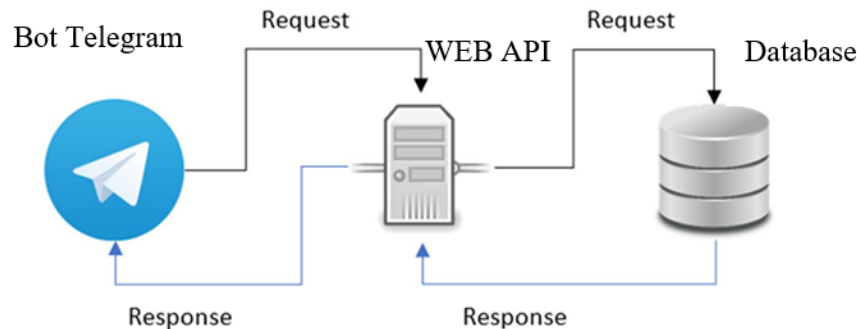 Request
Request
Bot Telegram
WEB API
Database
Response
Response